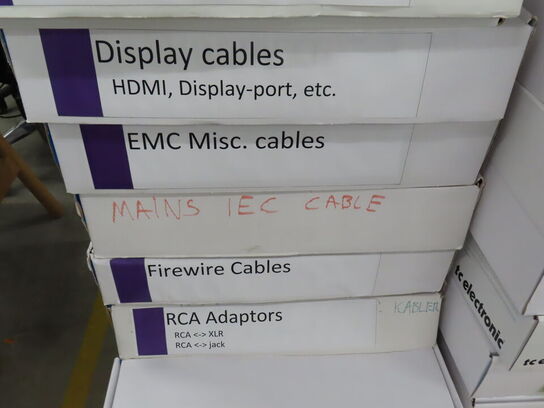 Display cables
HDMI, Display-port, etc.
EMC Misc. cables
MAINS IEC CABLE
Firewire Cables
RCA Adaptors
RCA <-> XLR
RCA <-> jack
: KABLER
tc electronic